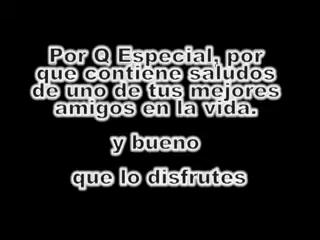 Por Q Especial, por
que contiene saludos
de uno de tus mejores
amigos en la vida.
y bueno
que lo disfrutes